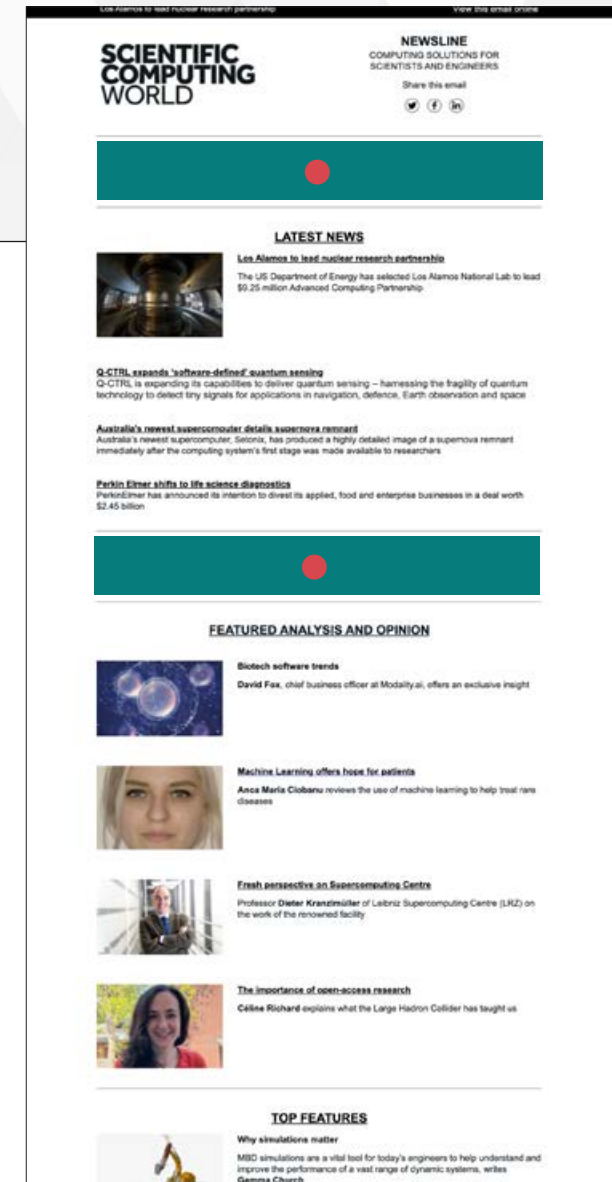 Los Alamos to lead nuclear research partnership
View this email online
SCIENTIFIC
COMPUTING
WORLD
NEWSLINE
COMPUTING SOLUTIONS FOR
SCIENTISTS AND ENGINEERS
Share this email
LATEST NEWS
Los Alamos to lead nuclear research partnership
The US Department of Energy has selected Los Alamos National Lab to lead
$9.25 million Advanced Computing Partnership
Q-CTRL expands 'software-defined' quantum sensing
Q-CTRL is expanding its capabilities to deliver quantum sensing – harnessing the fragility of quantum
technology to detect tiny signals for applications in navigation, defence, Earth observation and space
Australia's newest supercomputer details supernova remnant
Australia's newest supercomputer, Setonix, has produced a highly detailed image of a supernova remnant
immediately after the computing system's first stage was made available to researchers
Perkin Elmer shifts to life science diagnostics
PerkinElmer has announced its intention to divest its applied, food and enterprise businesses in a deal worth
$2.45 billion
FEATURED ANALYSIS AND OPINION
Biotech software trends
David Fox, chief business officer at Modality.ai, offers an exclusive insight
Machine Learning offers hope for patients
Anca Maria Ciobanu reviews the use of machine learning to help treat rare
diseases
Fresh perspective on Supercomputing Centre
Professor Dieter Kranzlmüller of Leibniz Supercomputing Centre (LRZ) on
the work of the renowned facility
The importance of open-access research
Céline Richard explains what the Large Hadron Collider has taught us
TOP FEATURES
Why simulations matter
MBD simulations are a vital tool for today's engineers to help understand and
improve the performance of a vast range of dynamic systems, writes
Gemma Church